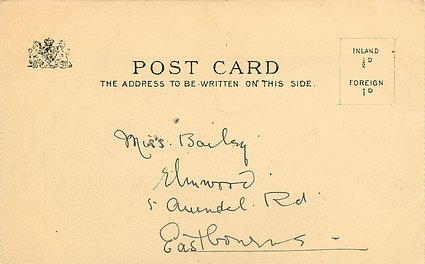 POST CARD
THE ADDRESS TO BE WRITTEN ON THIS SIDE.
INLAND
½D
FOREIGN
1D
Miss. Bailey
Elmwood
5 Arundel. Rd
Eastbourne